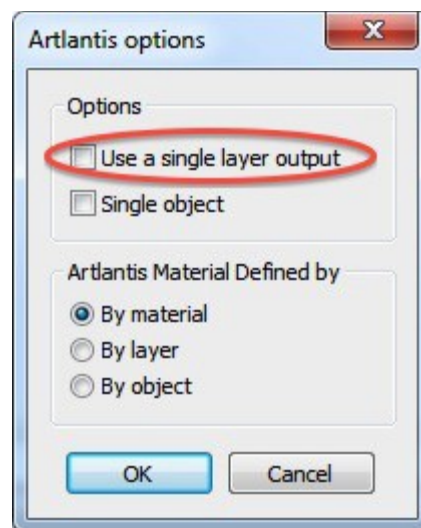 Artlantis options
Options
Use a single layer output
Single object
Artlantis Material Defined by
By material
By layer
By object
OK
Cancel